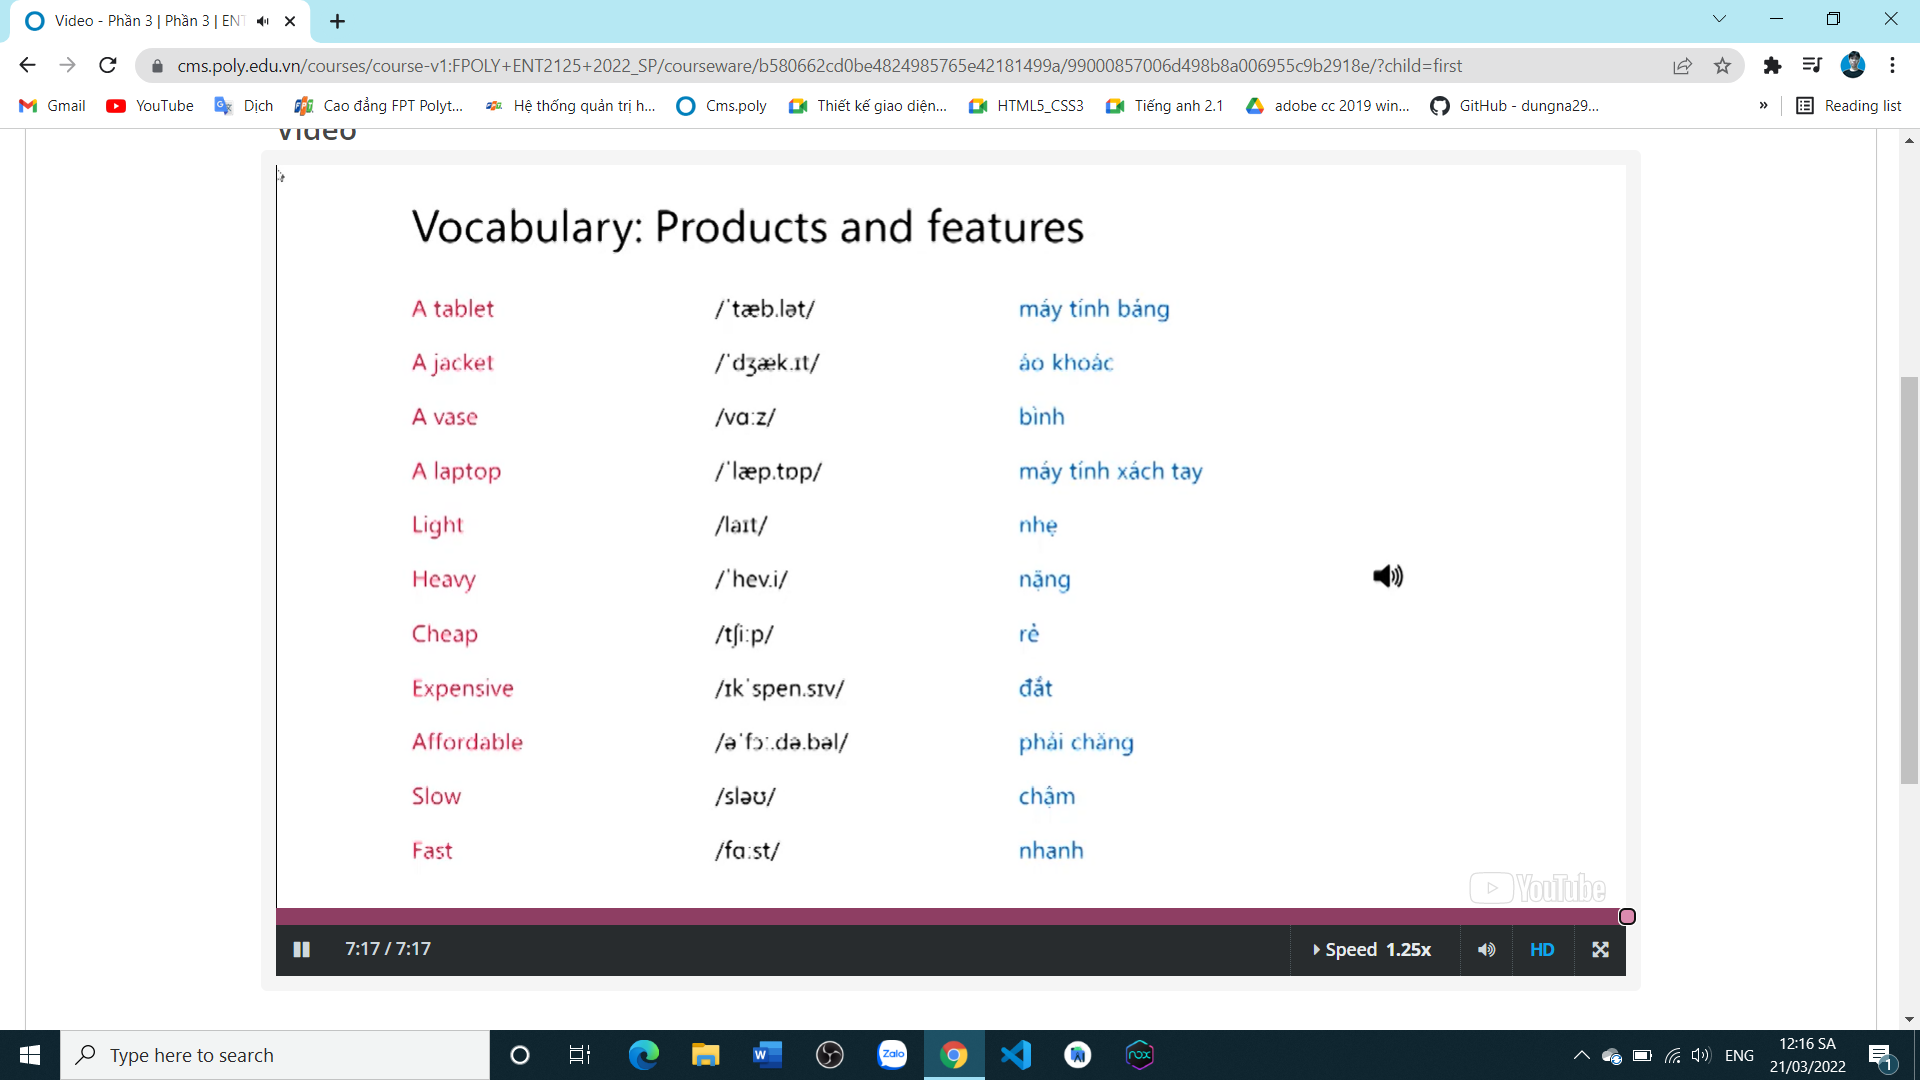 Video - Phần 3 | Phần 3 | ENT
cms.poly.edu.vn/courses/course-v1:FPOLY+ENT2125+2022_SP/courseware/b580662cd0be4824985765e42181499a/99000857006d498b8a006955c9b2918e/?child=first
Gmail YouTube Dịch Cao đẳng FPT Polyt... Hệ thống quản trị h... Cms.poly Thiết kế giao diện... HTML5_CSS3 Tiếng anh 2.1 adobe cc 2019 win... GitHub - dungna29... » Reading list
Video
Vocabulary: Products and features
A tablet /ˈtæb.lət/ máy tính bảng
A jacket /ˈdʒæk.ɪt/ áo khoác
A vase /vɑːz/ bình
A laptop /ˈlæp.tɒp/ máy tính xách tay
Light /laɪt/ nhẹ
Heavy /ˈhev.i/ nặng
Cheap /tʃiːp/ rẻ
Expensive /ɪkˈspen.sɪv/ đắt
Affordable /əˈfɔː.də.bəl/ phải chăng
Slow /sləʊ/ chậm
Fast /fɑːst/ nhanh
YouTube
7:17 / 7:17 Speed 1.25x HD
Type here to search Zalo nox ENG 12:16 SA
21/03/2022 1